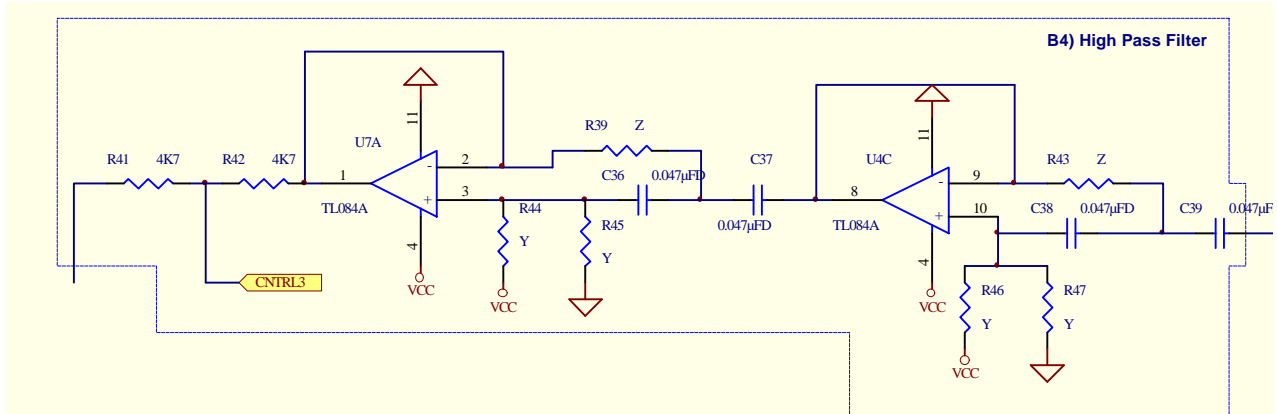 B4) High Pass Filter
R41
4K7
R42
4K7
U7A
11
1
2
-
3
+
TL084A
4
VCC
CNTRL3
R39
Z
C36
0.047µFD
R44
Y
VCC
R45
Y
C37
0.047µFD
U4C
11
8
9
-
10
+
TL084A
4
VCC
R43
Z
C38
0.047µFD
C39
0.047µF
R46
Y
VCC
R47
Y